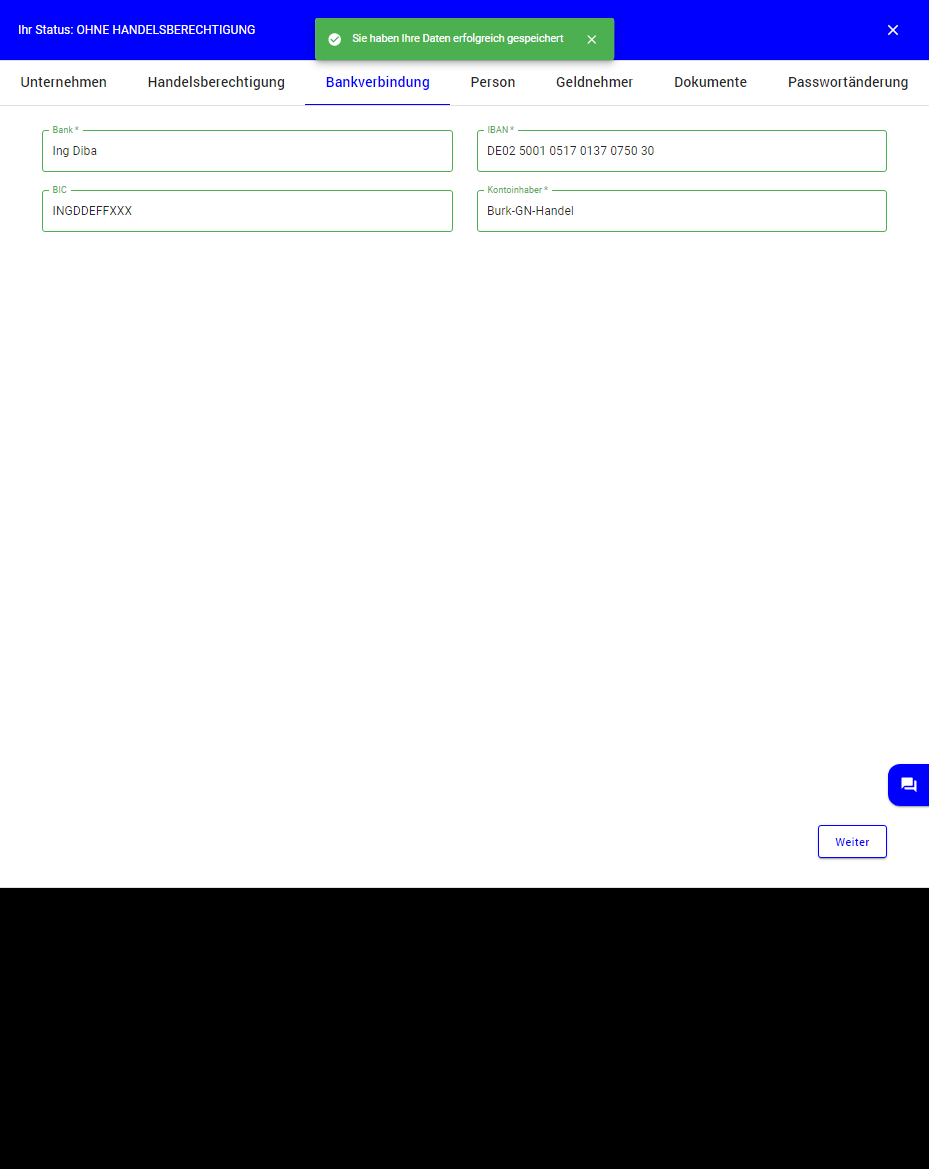 Ihr Status: OHNE HANDELSBERECHTIGUNG
Sie haben Ihre Daten erfolgreich gespeichert
Unternehmen Handelsberechtigung Bankverbindung Person Geldnehmer Dokumente Passwortänderung
Bank * IBAN *
Ing Diba DE02 5001 0517 0137 0750 30
BIC Kontoinhaber *
INGDDEFFXXX Burk-GN-Handel
Weiter